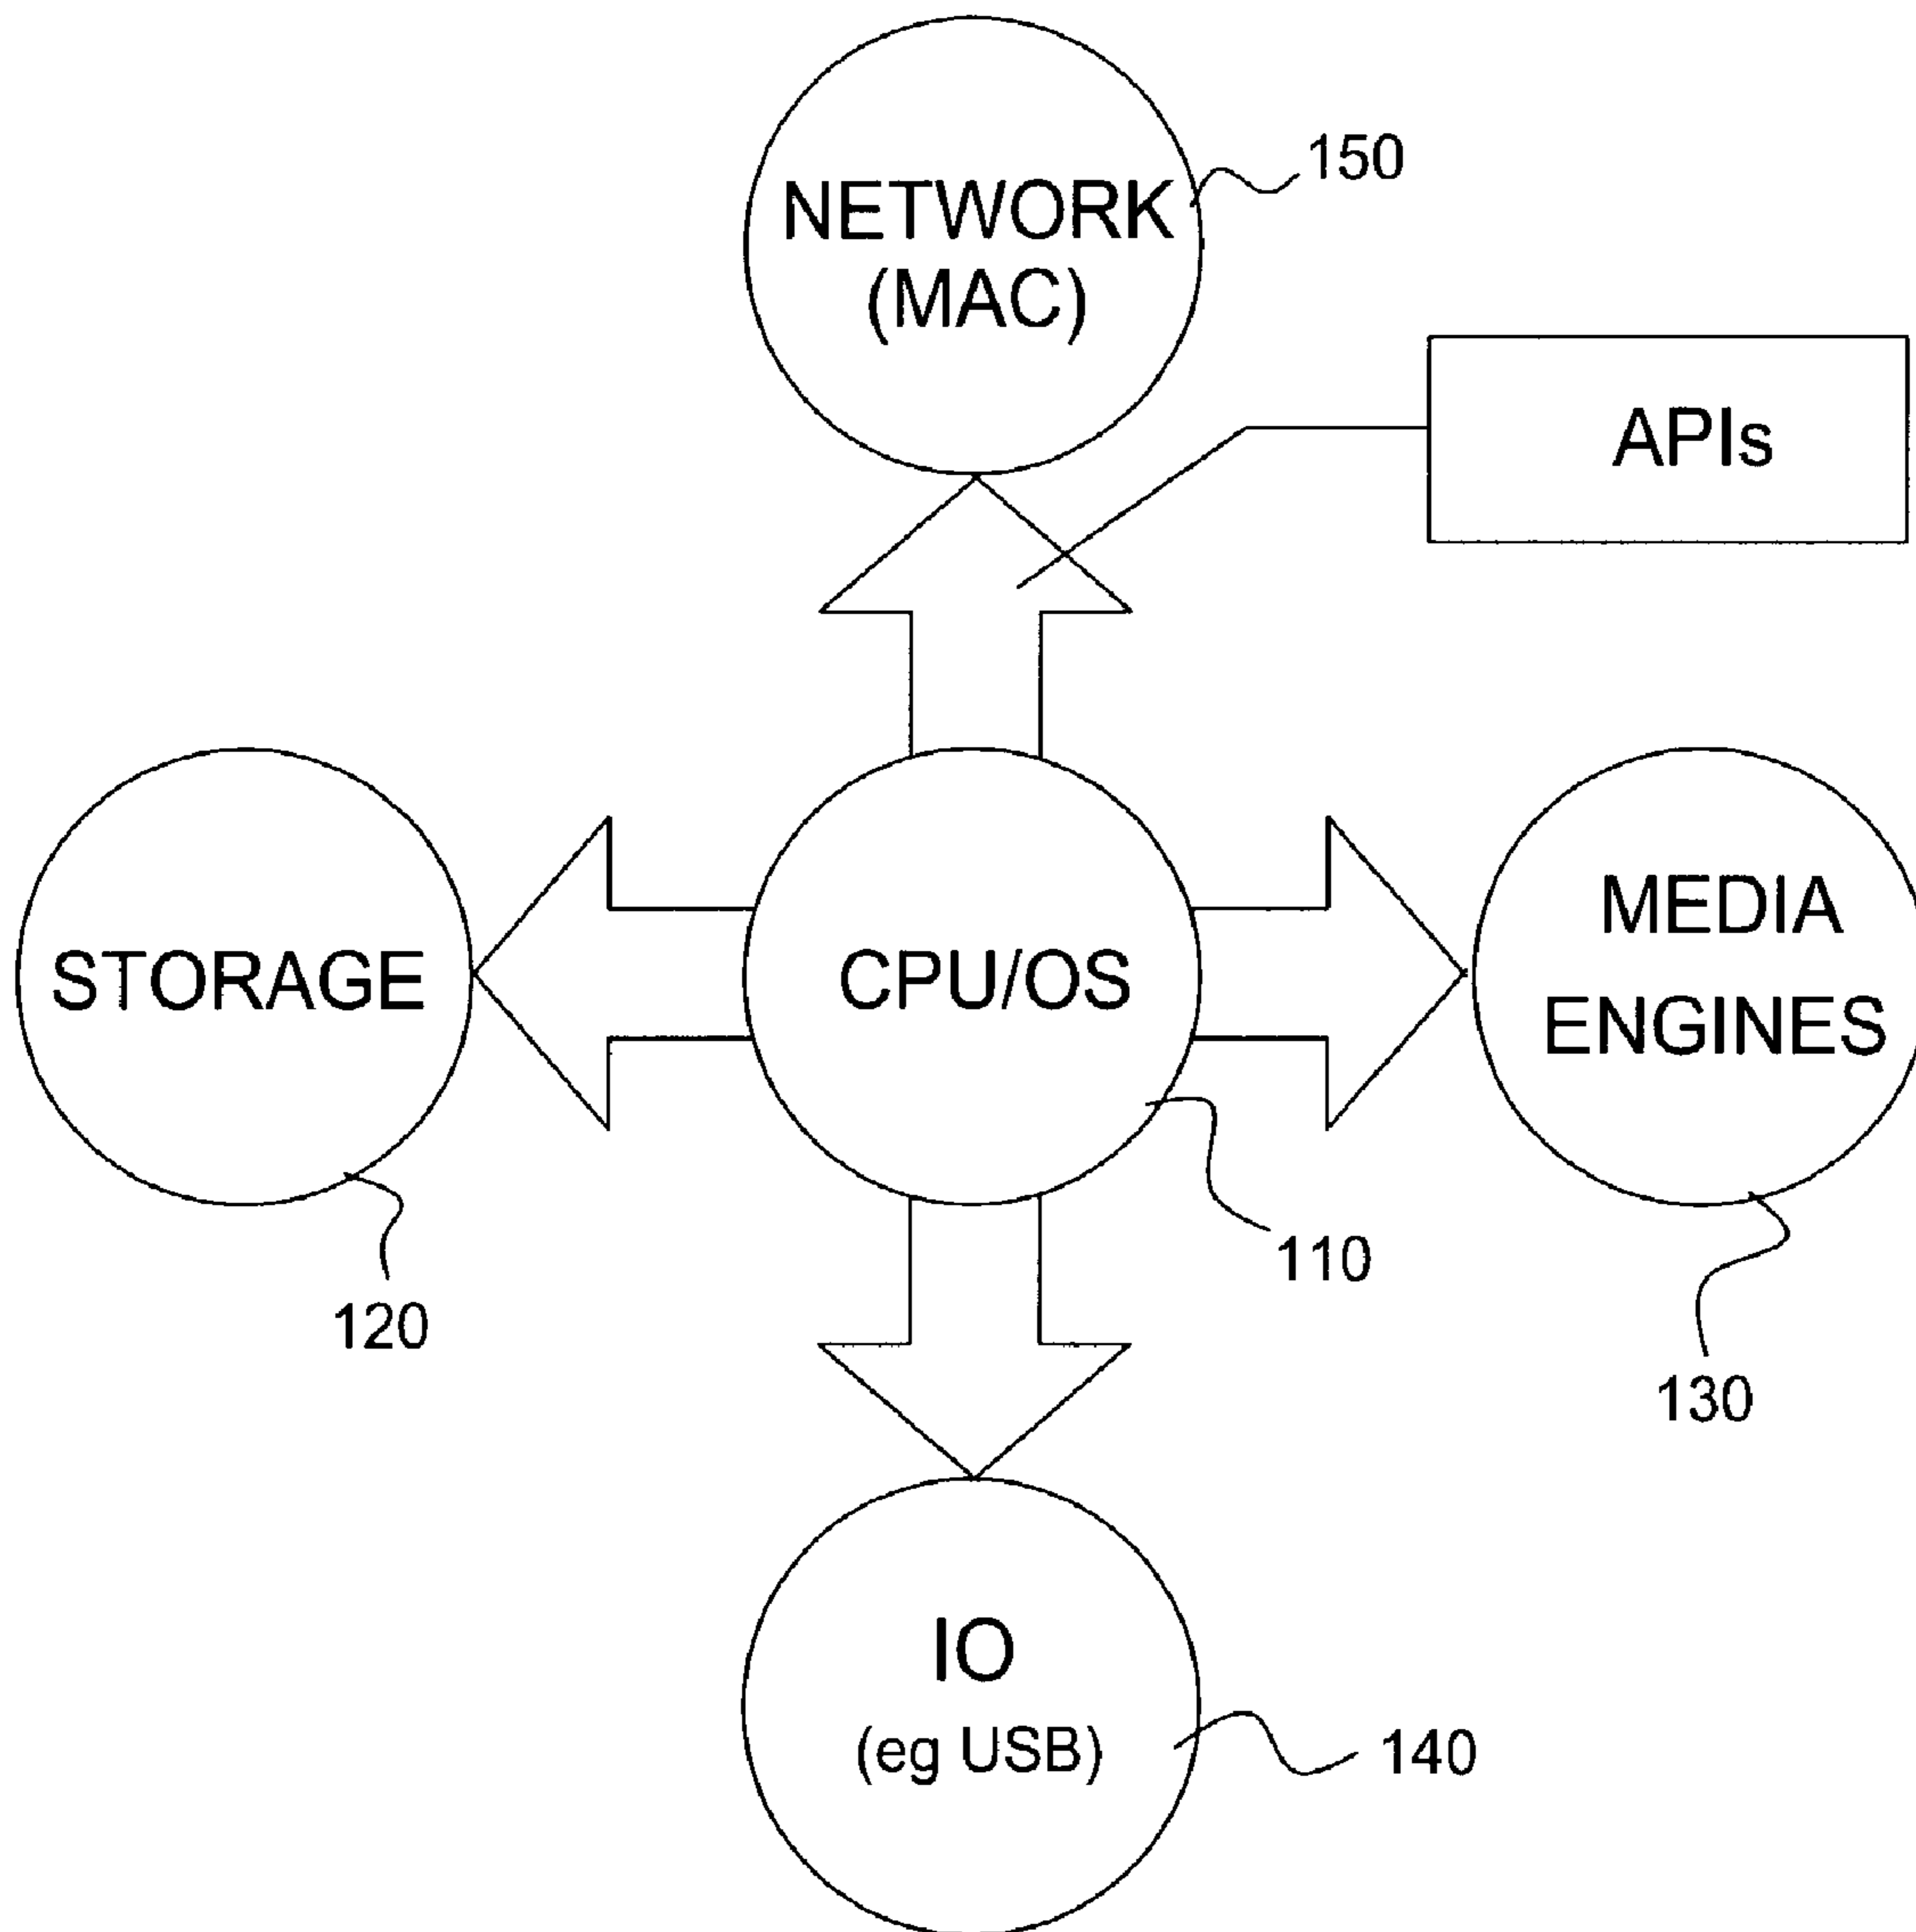 150
NETWORK
(MAC)
APIs
MEDIA
ENGINES
STORAGE
CPU/OS
110
120
130
IO
(eg USB)
140